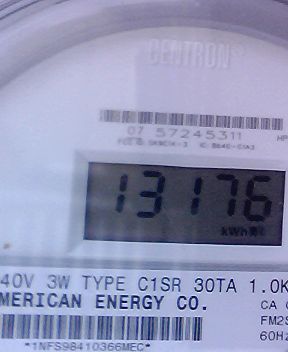 CENTRON®
07 57245311
HP
13176
kWh
40V 3W TYPE C1SR 30TA 1.0K
MERICAN ENERGY CO.
CA
FM2S
60Hz
*1NFS98410366MEC*